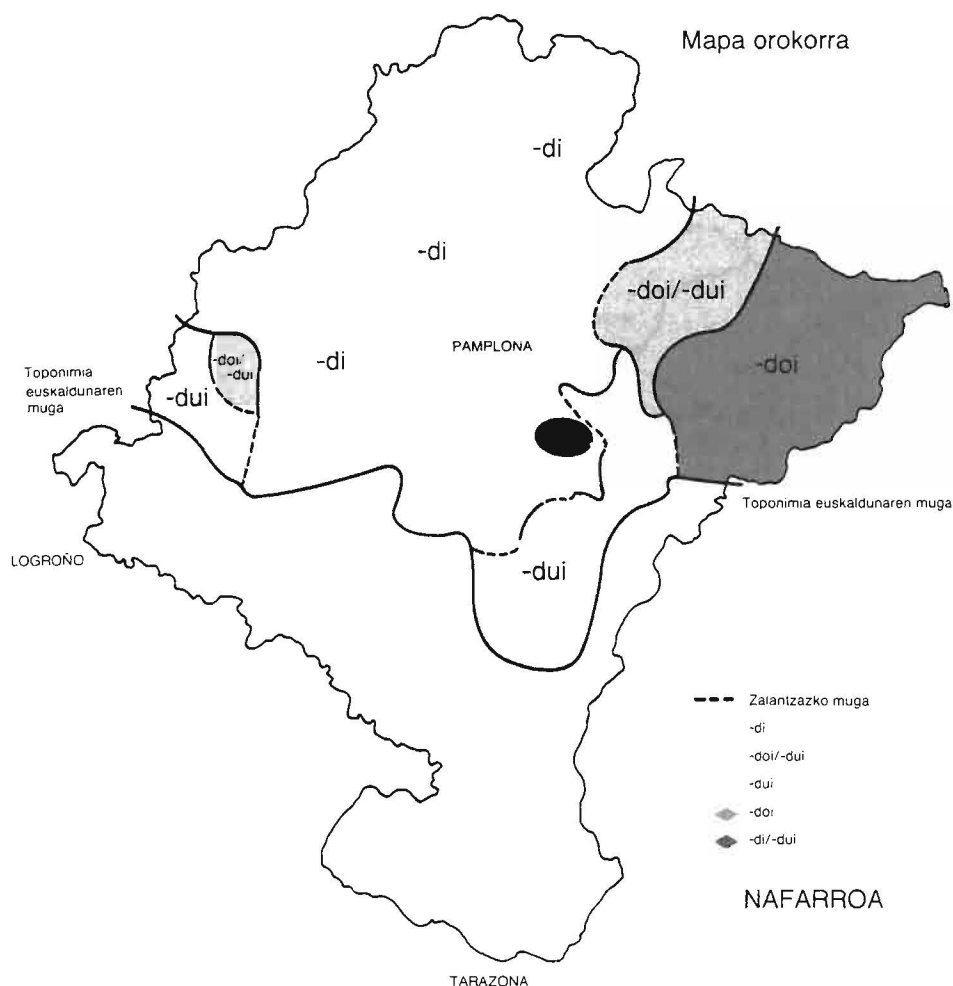 Mapa orokorra
-di
-di
-doi/-dui
PAMPLONA
-di
-doi/
-dui
-doi
Toponimia
euskaldunaren
muga
-dui
Toponimia euskaldunaren muga
LOGROÑO
-dui
Zalantzazko muga
-di
-doi/-dui
-dui
-doi
-di/-dui
NAFARROA
TARAZONA